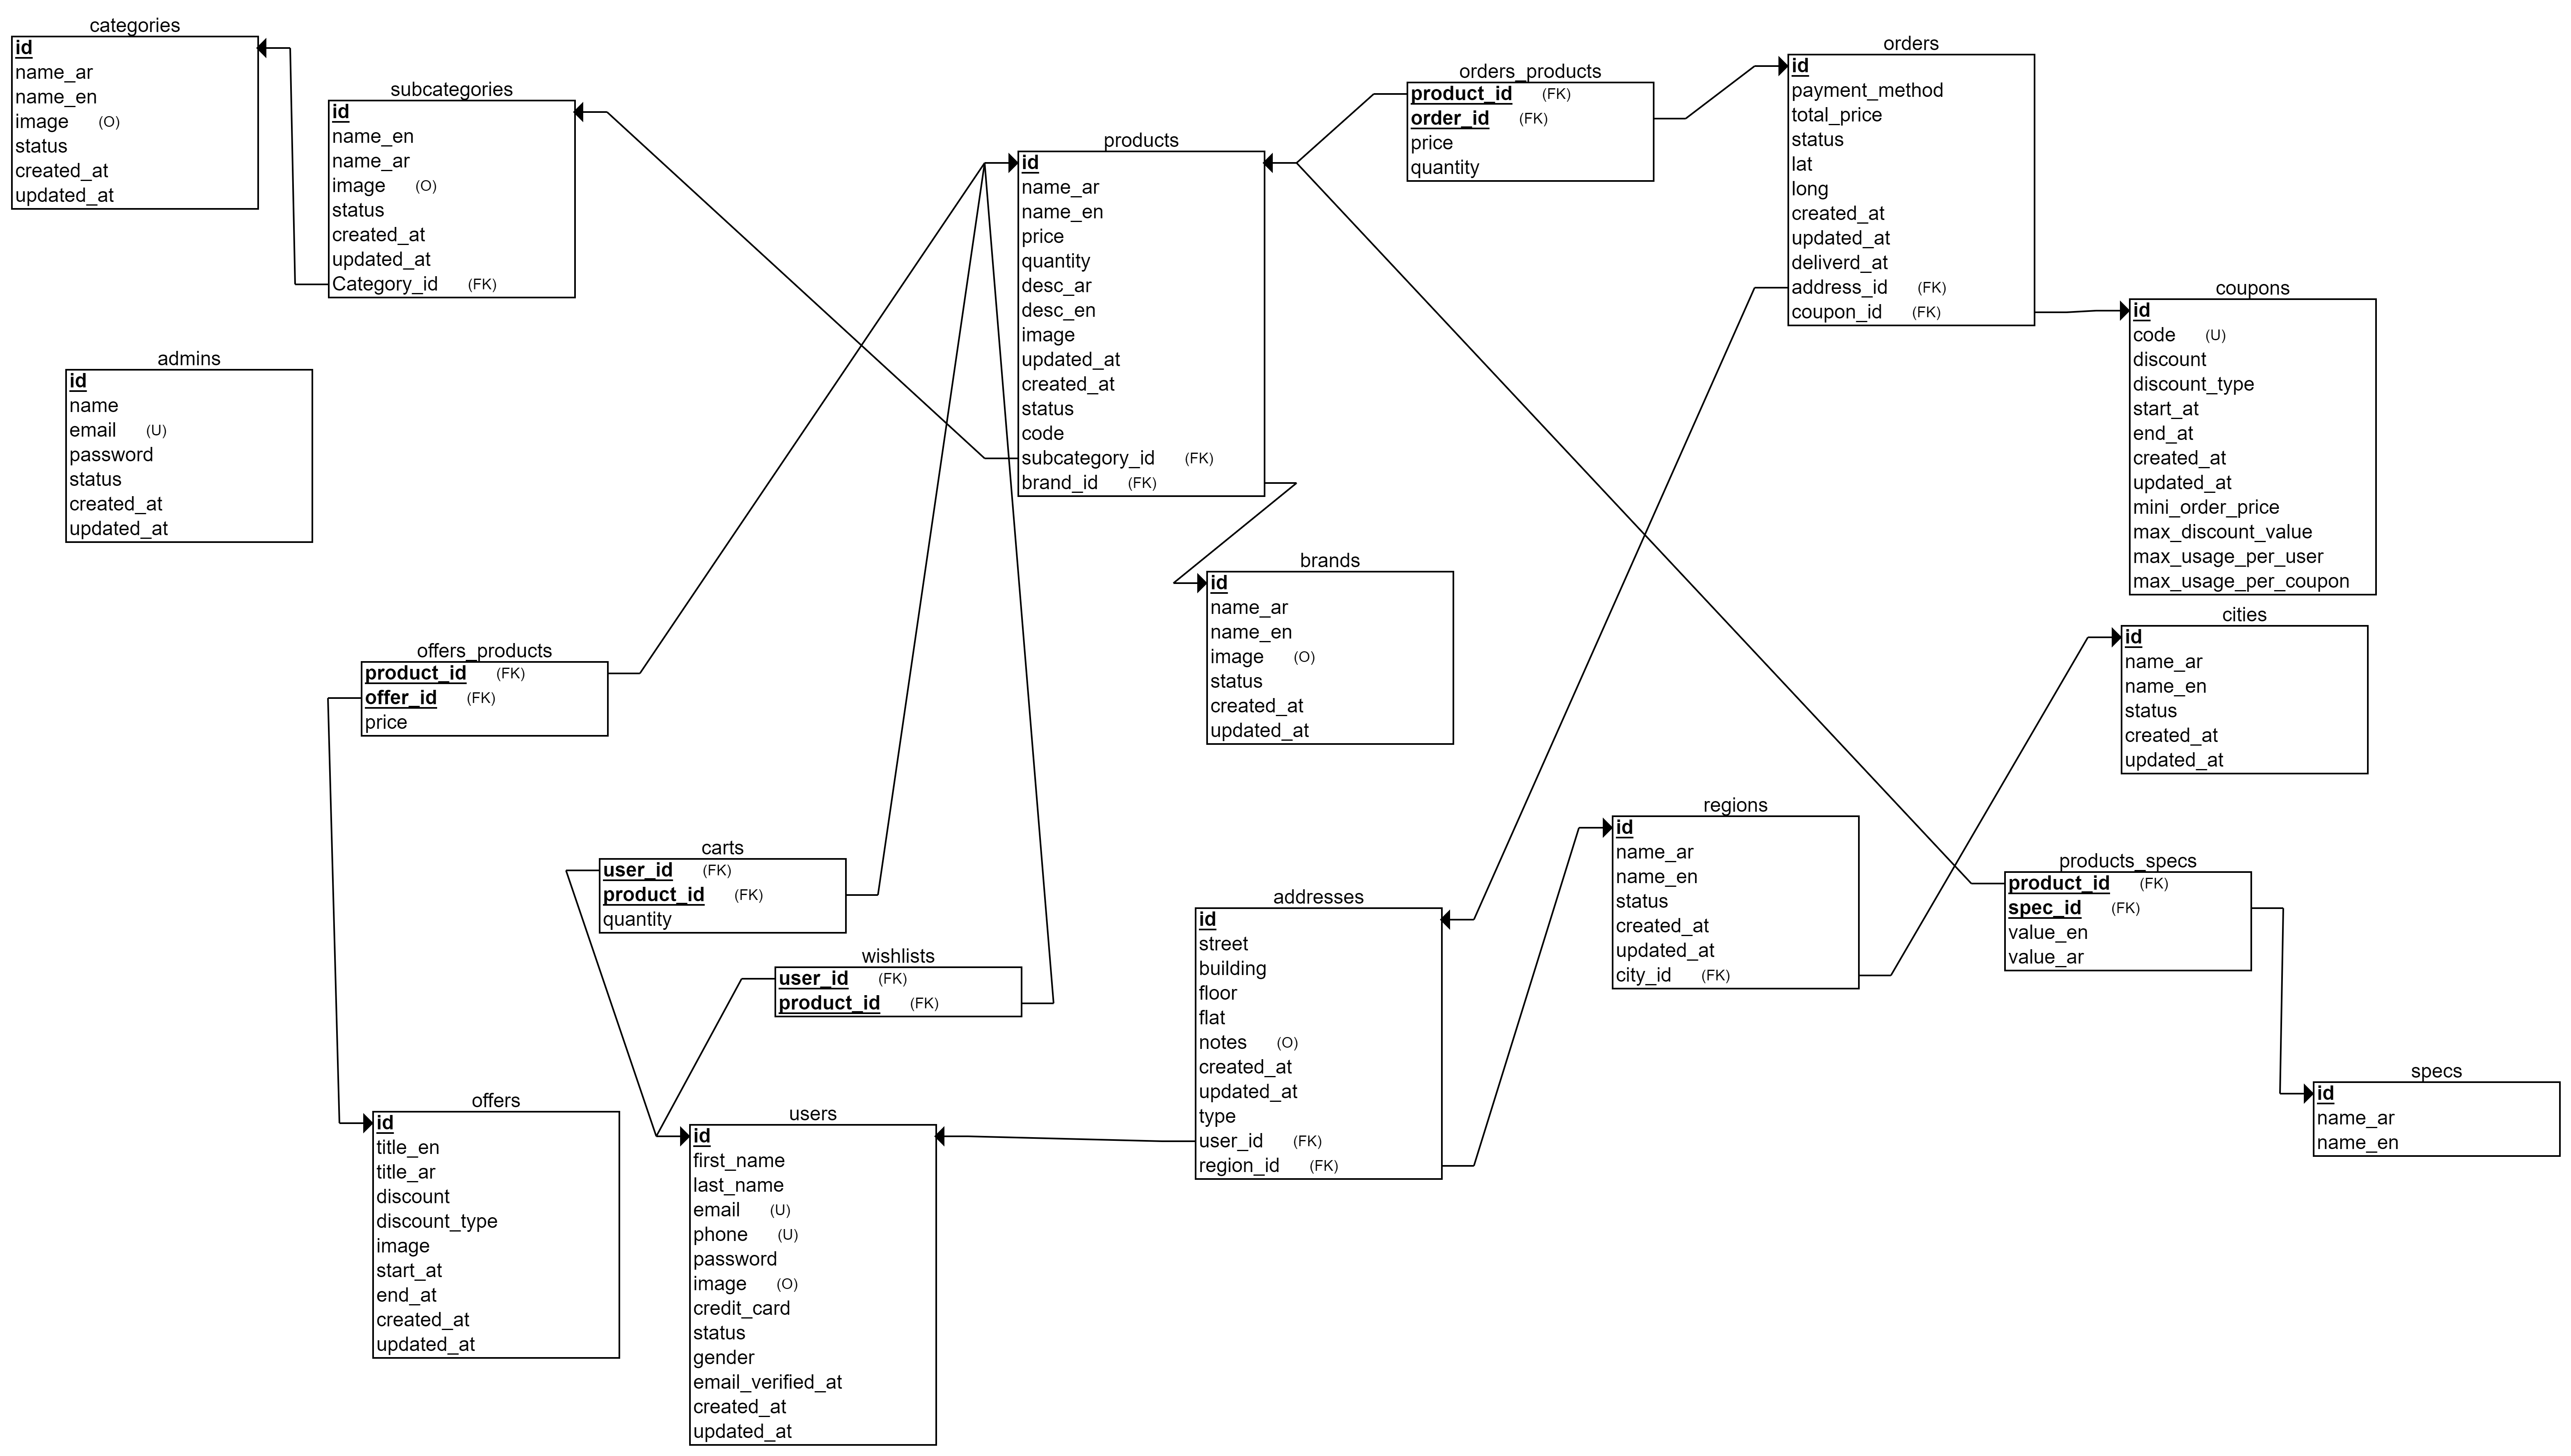 categories
id
name_ar
name_en
image (O)
status
created_at
updated_at
subcategories
id
name_en
name_ar
image (O)
status
created_at
updated_at
Category_id (FK)
admins
id
name
email (U)
password
status
created_at
updated_at
products
id
name_ar
name_en
price
quantity
desc_ar
desc_en
image
updated_at
created_at
status
code
subcategory_id (FK)
brand_id (FK)
orders_products
product_id (FK)
order_id (FK)
price
quantity
orders
id
payment_method
total_price
status
lat
long
created_at
updated_at
deliverd_at
address_id (FK)
coupon_id (FK)
coupons
id
code (U)
discount
discount_type
start_at
end_at
created_at
updated_at
mini_order_price
max_discount_value
max_usage_per_user
max_usage_per_coupon
brands
id
name_ar
name_en
image (O)
status
created_at
updated_at
cities
id
name_ar
name_en
status
created_at
updated_at
offers_products
product_id (FK)
offer_id (FK)
price
carts
user_id (FK)
product_id (FK)
quantity
wishlists
user_id (FK)
product_id (FK)
regions
id
name_ar
name_en
status
created_at
updated_at
city_id (FK)
products_specs
product_id (FK)
spec_id (FK)
value_en
value_ar
addresses
id
street
building
floor
flat
notes (O)
created_at
updated_at
type
user_id (FK)
region_id (FK)
specs
id
name_ar
name_en
offers
id
title_en
title_ar
discount
discount_type
image
start_at
end_at
created_at
updated_at
users
id
first_name
last_name
email (U)
phone (U)
password
image (O)
credit_card
status
gender
email_verified_at
created_at
updated_at